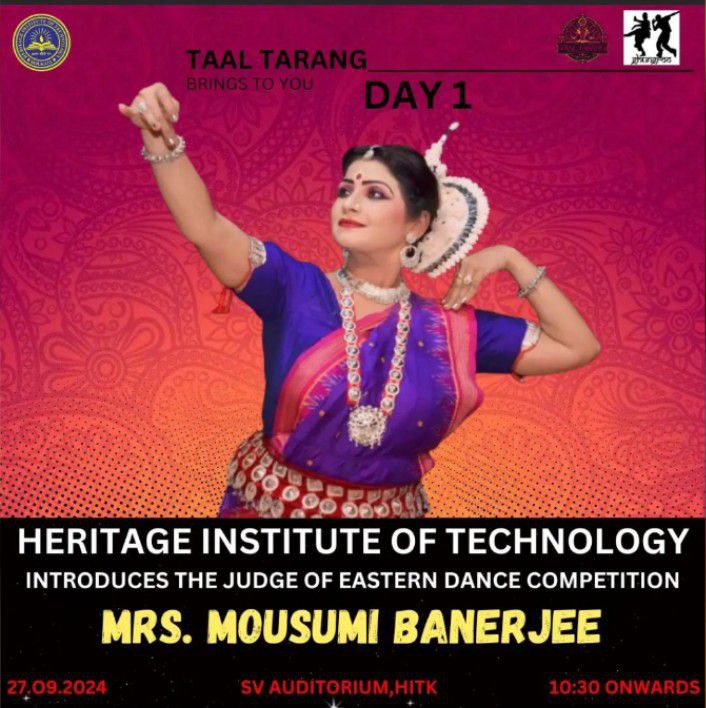 TAAL TARANG
BRINGS TO YOU
DAY 1
ghungroo
HERITAGE INSTITUTE OF TECHNOLOGY
INTRODUCES THE JUDGE OF EASTERN DANCE COMPETITION
MRS. MOUSUMI BANERJEE
27.09.2024
SV AUDITORIUM,HITK
10:30 ONWARDS